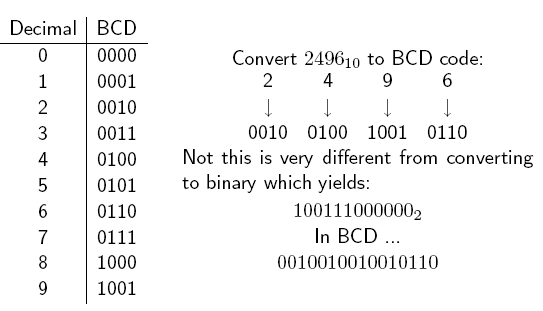 Decimal BCD
0 0000
1 0001
2 0010
3 0011
4 0100
5 0101
6 0110
7 0111
8 1000
9 1001
Convert 2496₁₀ to BCD code:
2 4 9 6
↓ ↓ ↓ ↓
0010 0100 1001 0110
Not this is very different from converting
to binary which yields:
100111000000₂
In BCD ...
0010010010010110